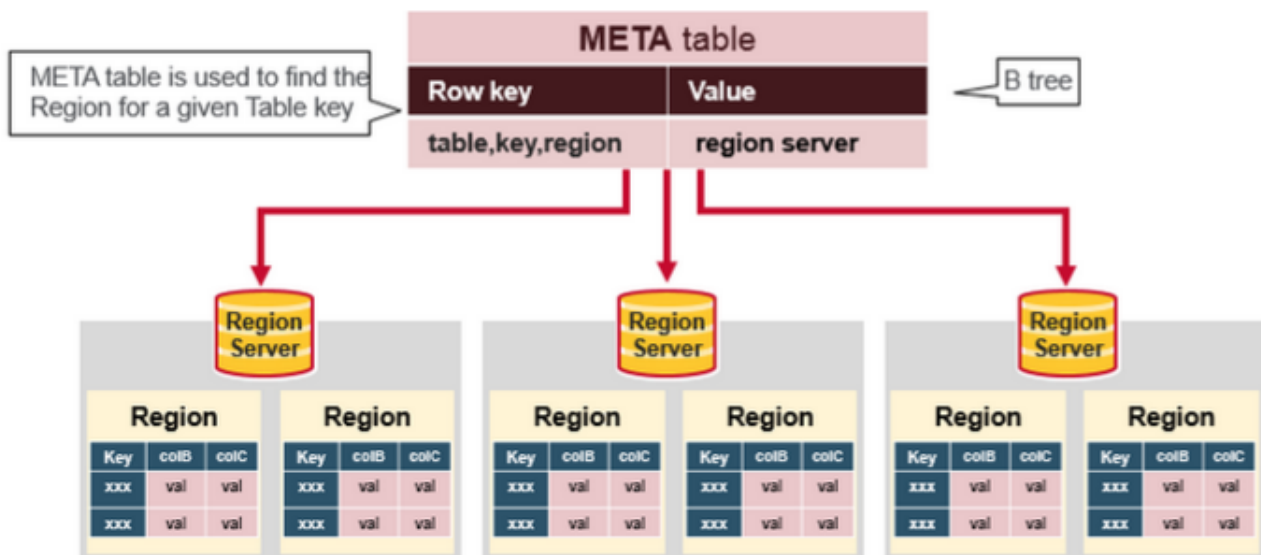 META table
META table is used to find the
Region for a given Table key
B tree
Row key Value
table,key,region region server
Region
Server
Region
Server
Region
Server
Region Region Region Region Region Region
Key colB colC Key colB colC Key colB colC Key colB colC Key colB colC Key colB colC
xxx val val xxx val val xxx val val xxx val val xxx val val xxx val val
xxx val val xxx val val xxx val val xxx val val xxx val val xxx val val